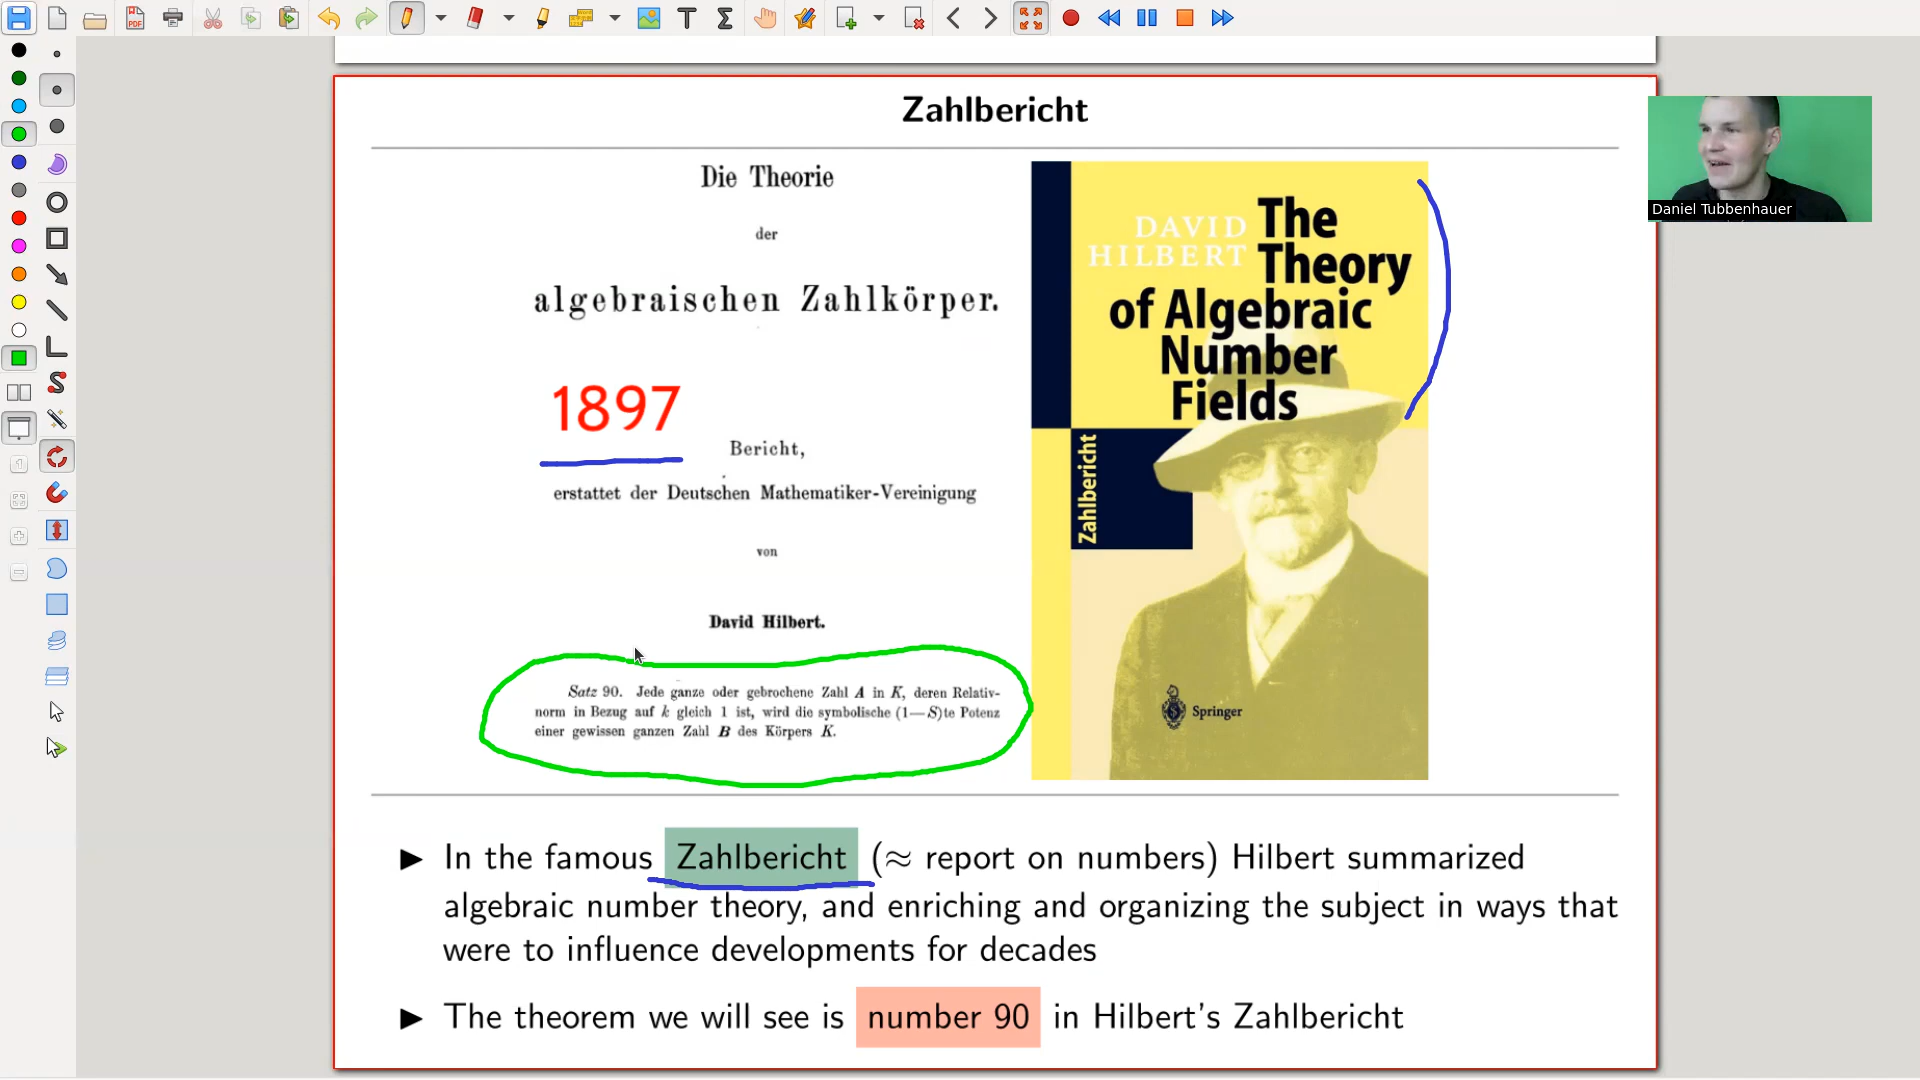 Zahlbericht
Die Theorie
der
algebraischen Zahlkörper.
1897
Bericht,
erstattet der Deutschen Mathematiker-Vereinigung
von
David Hilbert.
Satz 90. Jede ganze oder gebrochene Zahl A in K, deren Relativ-
norm in Bezug auf k gleich 1 ist, wird die symbolische (1—S)te Potenz
einer gewissen ganzen Zahl B des Körpers K.
DAVID
HILBERT
The
Theory
of Algebraic
Number
Fields
Zahlbericht
Springer
Daniel Tubbenhauer
▶ In the famous Zahlbericht (≈ report on numbers) Hilbert summarized
algebraic number theory, and enriching and organizing the subject in ways that
were to influence developments for decades
▶ The theorem we will see is number 90 in Hilbert's Zahlbericht